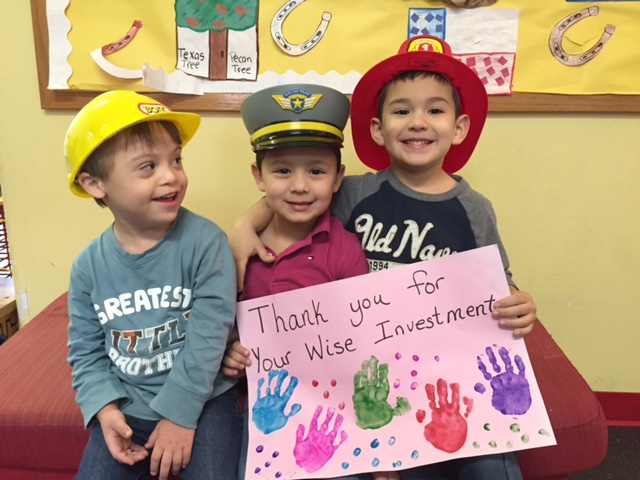 Texas
Tree
Pecan
Tree
Old Navy
1994
GREATEST
LITTLE
BROTHER
Thank you for
Your Wise Investment